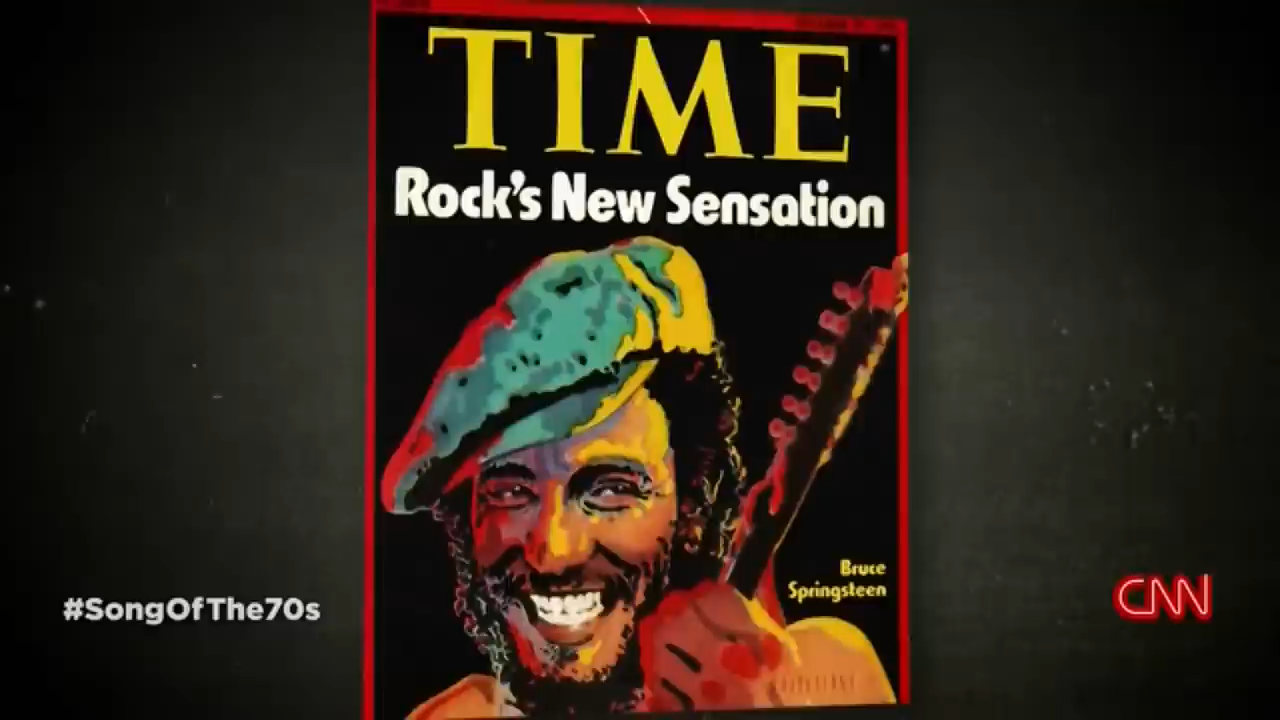 TIME
Rock's New Sensation
Bruce
Springsteen
#SongOfThe70s
CNN